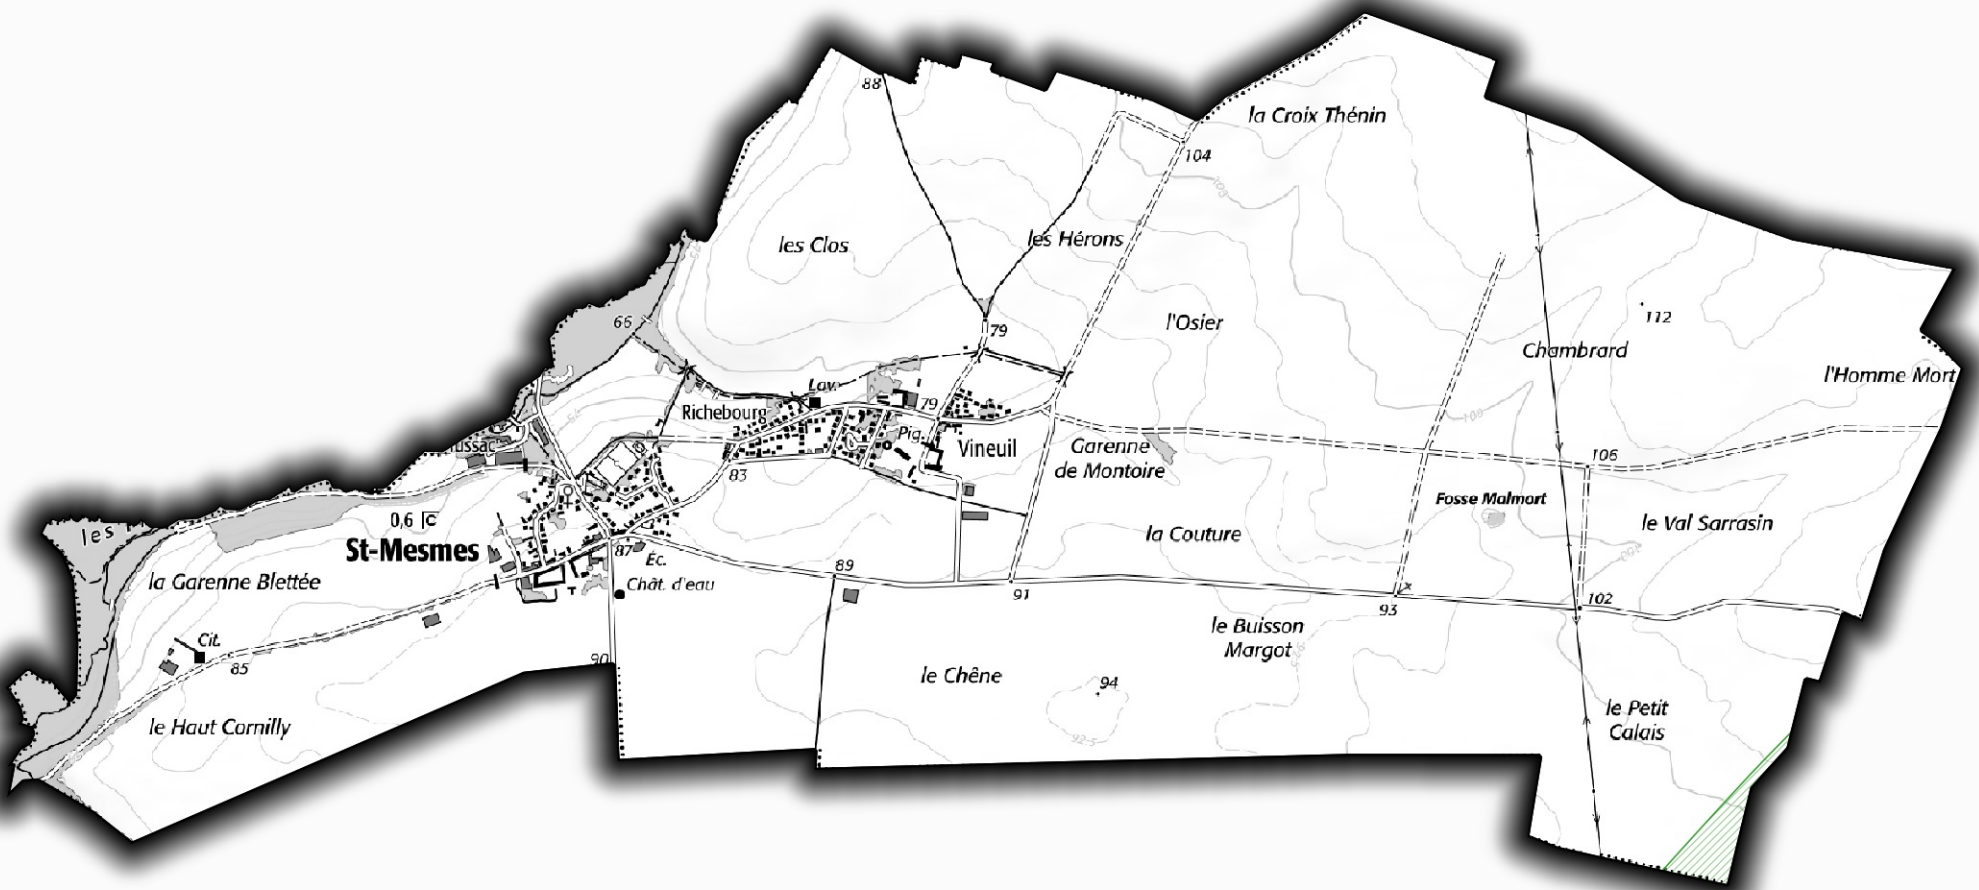 88
la Croix Thénin
104
103
les Clos
les Hérons
112
66
79
l'Osier
Chambrard
l'Homme Mort
Lav.
Richebourg
79
Pig.
Vineuil
Garenne
de Montoire
106
83
Fosse Malmort
0,6
C
le Val Sarrasin
les
St-Mesmes
la Couture
87
Éc.
89
la Garenne Blettée
Chât. d'eau
91
93
102
Cit.
85
90
le Buisson
Margot
le Chêne
94
le Haut Cornilly
92,5
le Petit
Calais